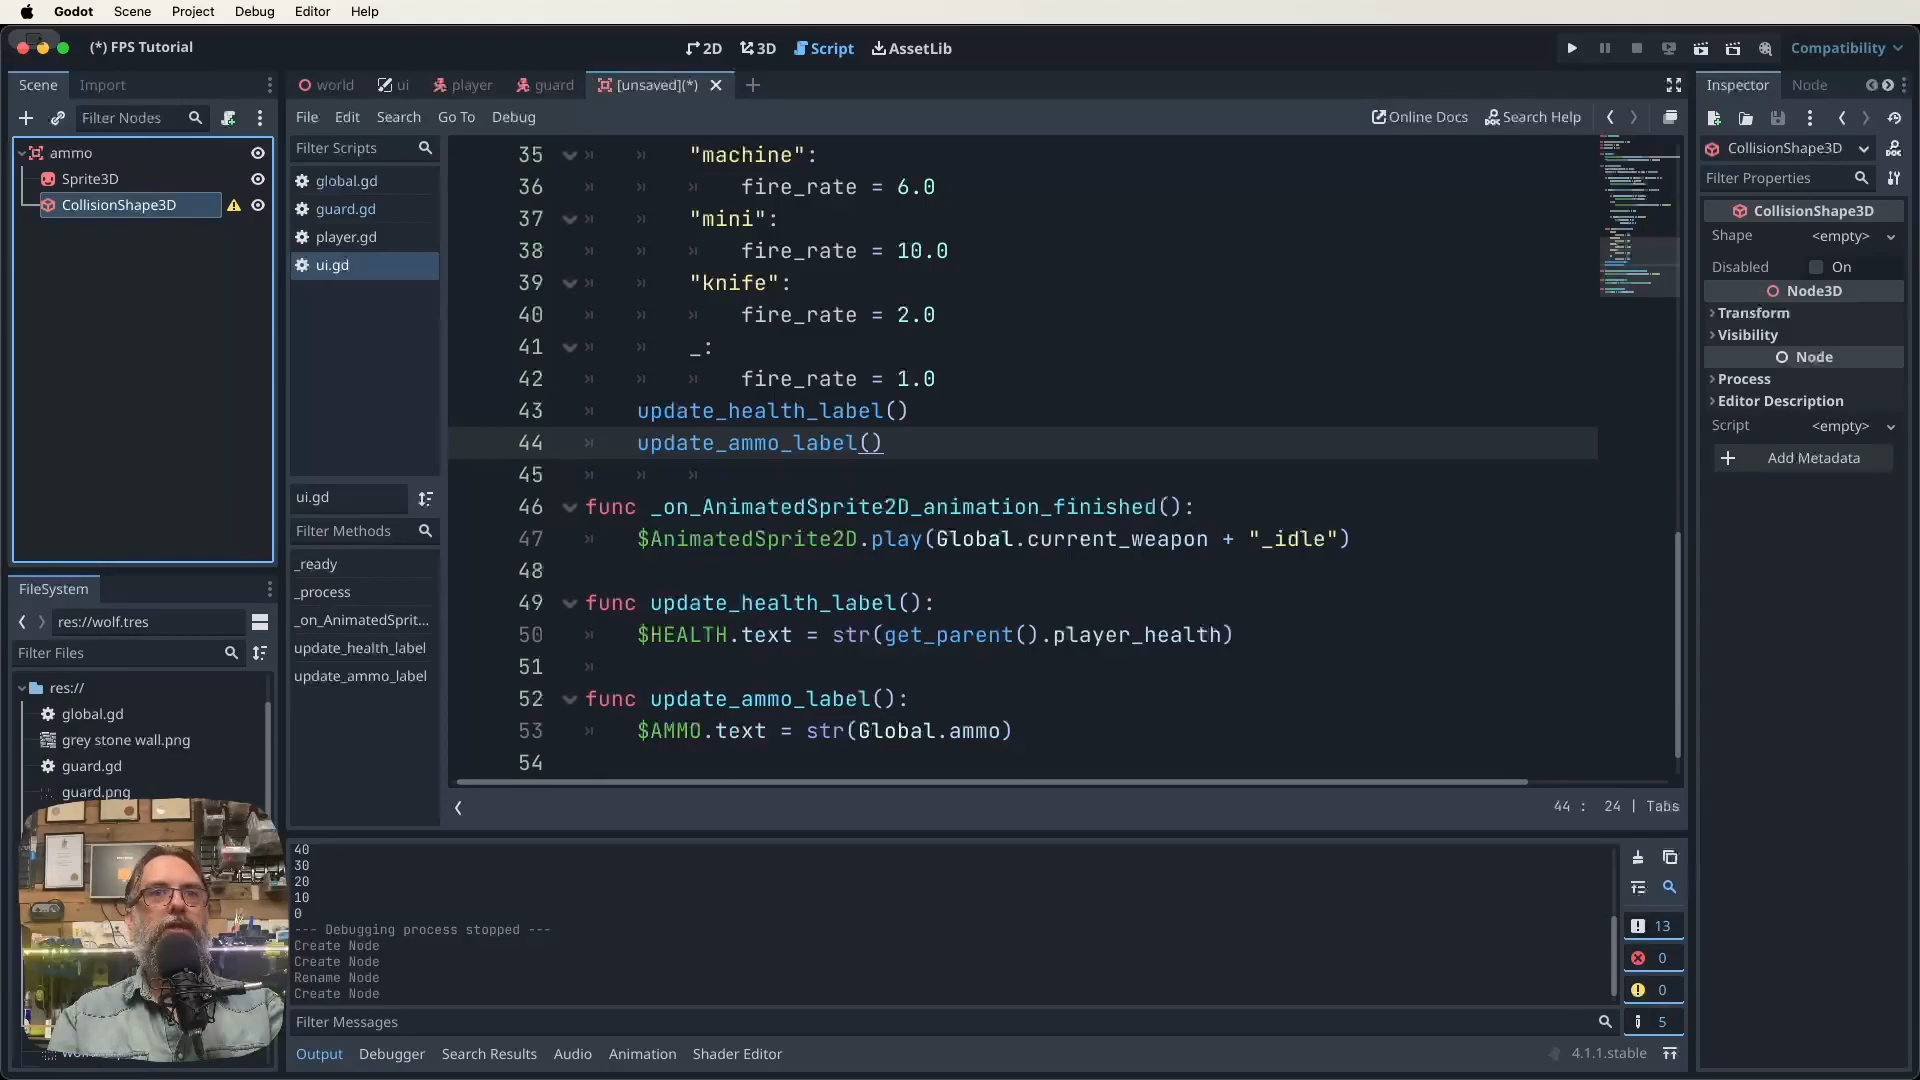 Godot Scene Project Debug Editor Help
(*) FPS Tutorial
2D 3D Script AssetLib
Compatibility
Scene Import
world ui player guard [unsaved](*)
Inspector Node
Filter Nodes
File Edit Search Go To Debug
Online Docs Search Help
ammo
Sprite3D
CollisionShape3D
Filter Scripts
global.gd
guard.gd
player.gd
ui.gd
ui.gd
Filter Methods
_ready
_process
_on_AnimatedSprit...
update_health_label
update_ammo_label
35 "machine":
36 fire_rate = 6.0
37 "mini":
38 fire_rate = 10.0
39 "knife":
40 fire_rate = 2.0
41 _:
42 fire_rate = 1.0
43 update_health_label()
44 update_ammo_label()
45
46 func _on_AnimatedSprite2D_animation_finished():
47 $AnimatedSprite2D.play(Global.current_weapon + "_idle")
48
49 func update_health_label():
50 $HEALTH.text = str(get_parent().player_health)
51
52 func update_ammo_label():
53 $AMMO.text = str(Global.ammo)
54
44 : 24 | Tabs
CollisionShape3D
Filter Properties
CollisionShape3D
Shape <empty>
Disabled On
Node3D
Transform
Visibility
Node
Process
Editor Description
Script <empty>
Add Metadata
FileSystem
res://wolf.tres
Filter Files
res://
global.gd
grey stone wall.png
guard.gd
guard.png
40
30
20
10
0
--- Debugging process stopped ---
Create Node
Create Node
Rename Node
Create Node
13
0
0
5
Filter Messages
Output Debugger Search Results Audio Animation Shader Editor
4.1.1.stable